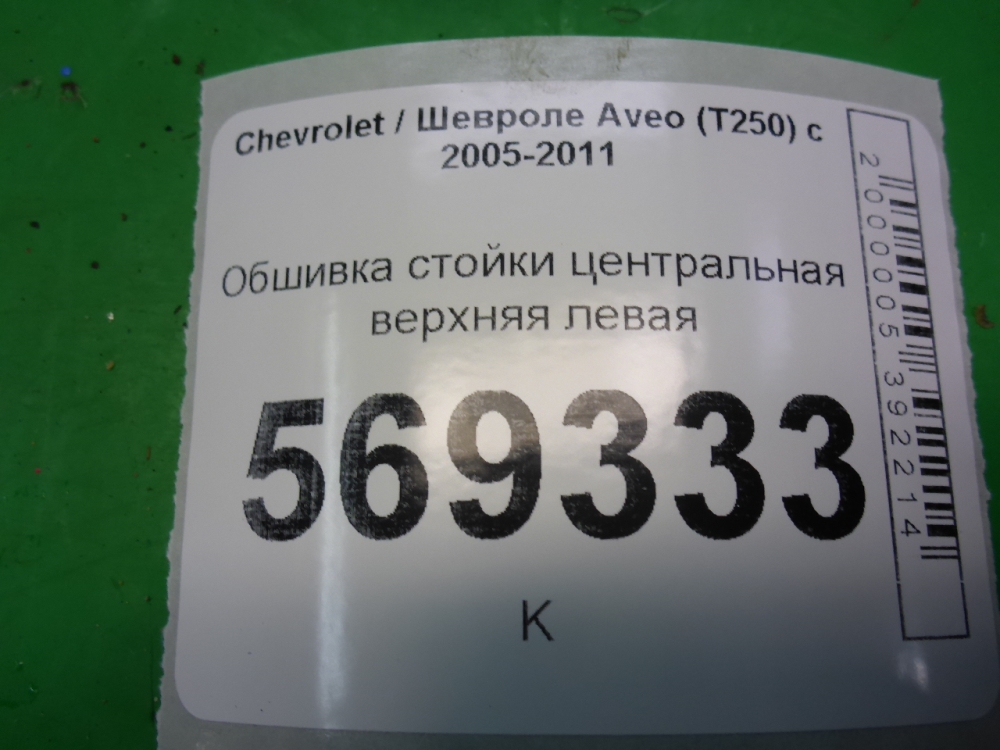 Chevrolet / Шевроле Aveo (T250) с
2005-2011
Обшивка стойки центральная
верхняя левая
569333
К
2000005392214